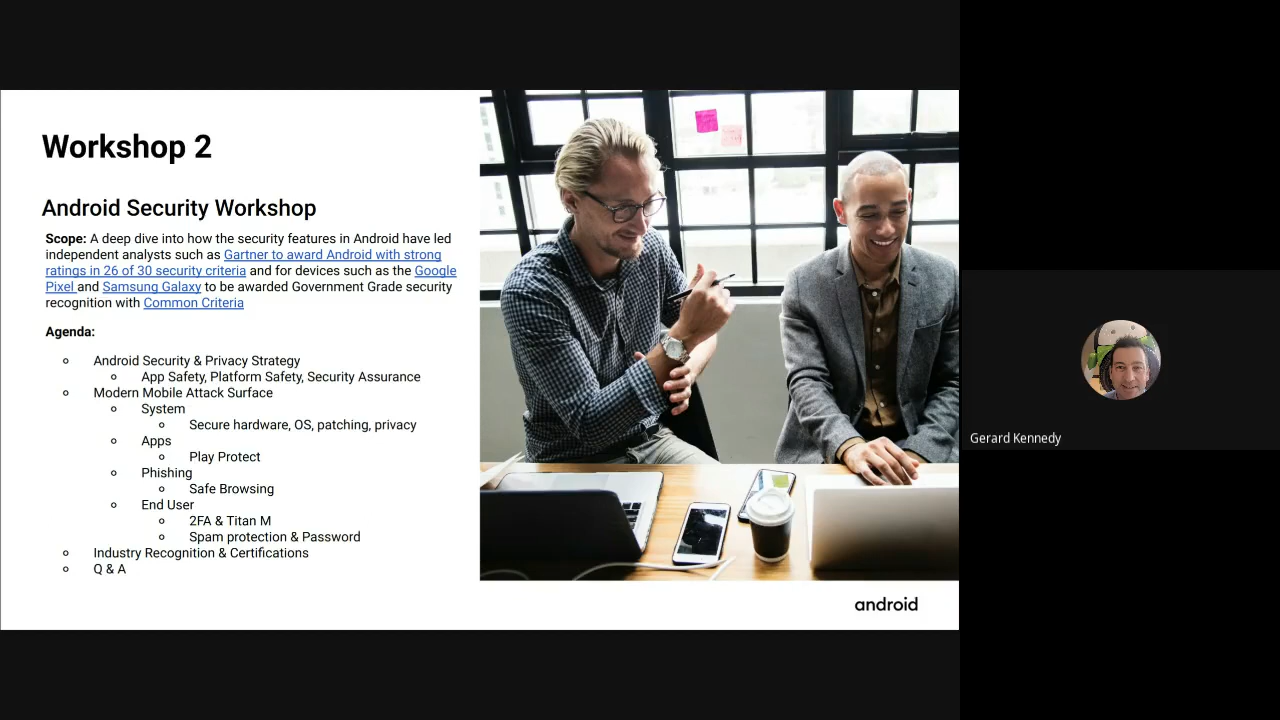 Workshop 2
Android Security Workshop
Scope: A deep dive into how the security features in Android have led
independent analysts such as Gartner to award Android with strong
ratings in 26 of 30 security criteria and for devices such as the Google
Pixel and Samsung Galaxy to be awarded Government Grade security
recognition with Common Criteria
Agenda:
Android Security & Privacy Strategy
App Safety, Platform Safety, Security Assurance
Modern Mobile Attack Surface
System
Secure hardware, OS, patching, privacy
Apps
Play Protect
Phishing
Safe Browsing
End User
2FA & Titan M
Spam protection & Password
Industry Recognition & Certifications
Q & A
android
Gerard Kennedy